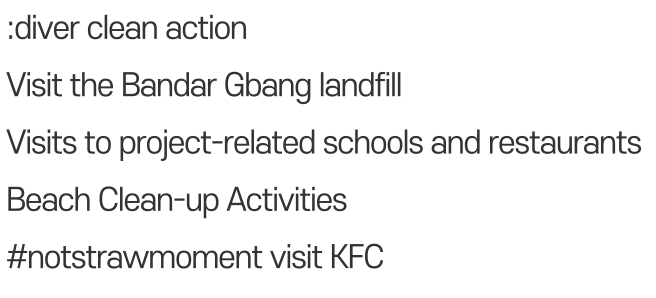 :diver clean action
Visit the Bandar Gbang landfill
Visits to project-related schools and restaurants
Beach Clean-up Activities
#notstrawmoment visit KFC